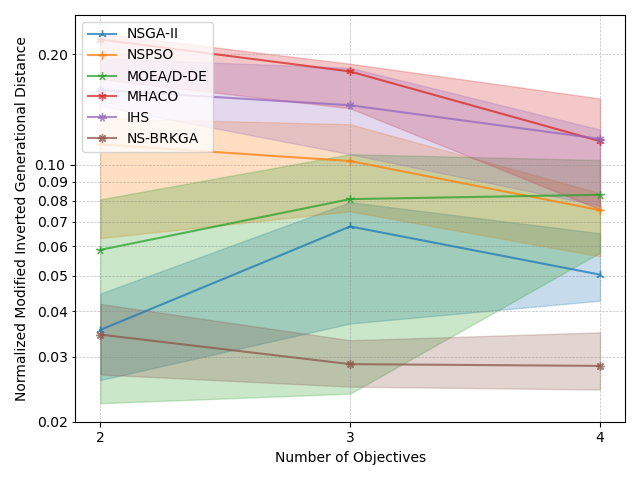 NSGA-II
NSPSO
MOEA/D-DE
MHACO
IHS
NS-BRKGA
Normalized Modified Inverted Generational Distance
0.20
0.10
0.09
0.08
0.07
0.06
0.05
0.04
0.03
0.02
2
3
4
Number of Objectives